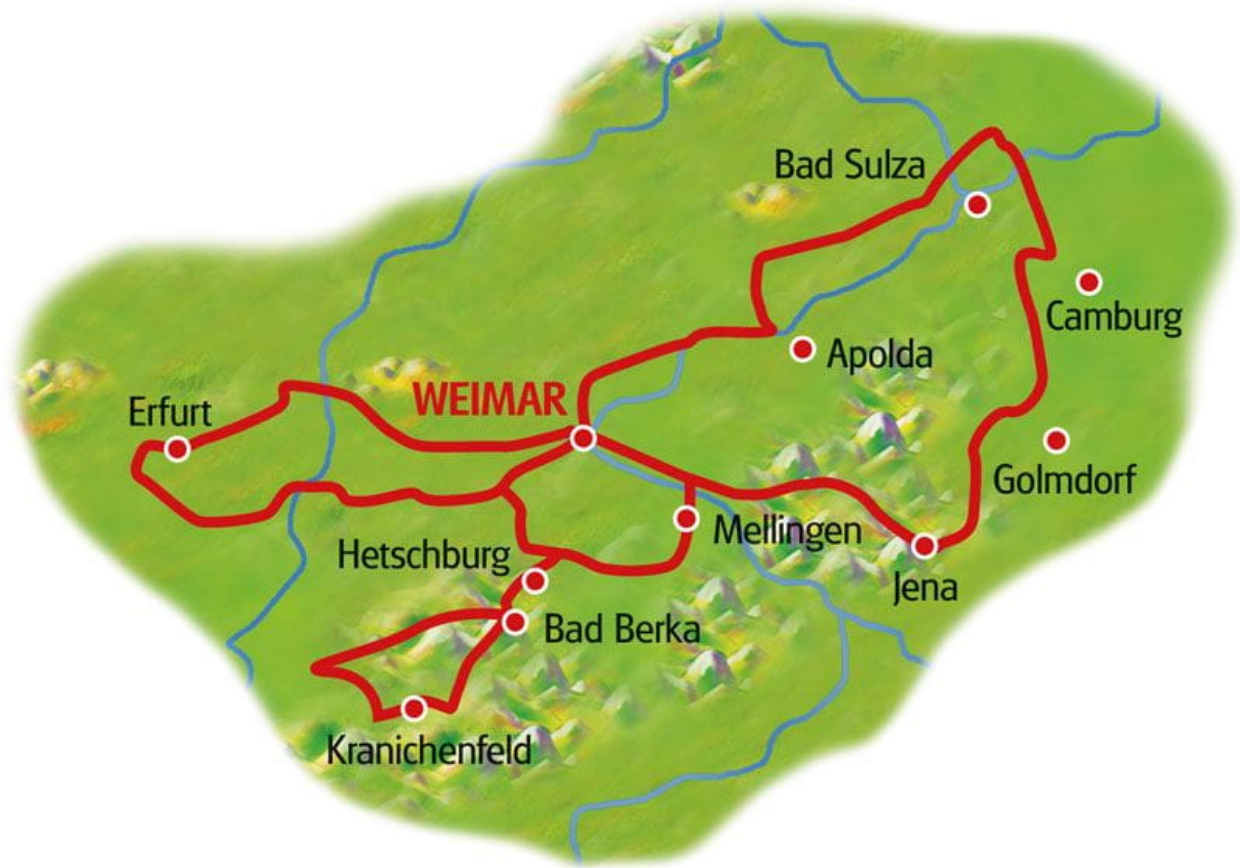 Bad Sulza
Camburg
Apolda
WEIMAR
Erfurt
Golmdorf
Mellingen
Hetschburg
Jena
Bad Berka
Kranichenfeld